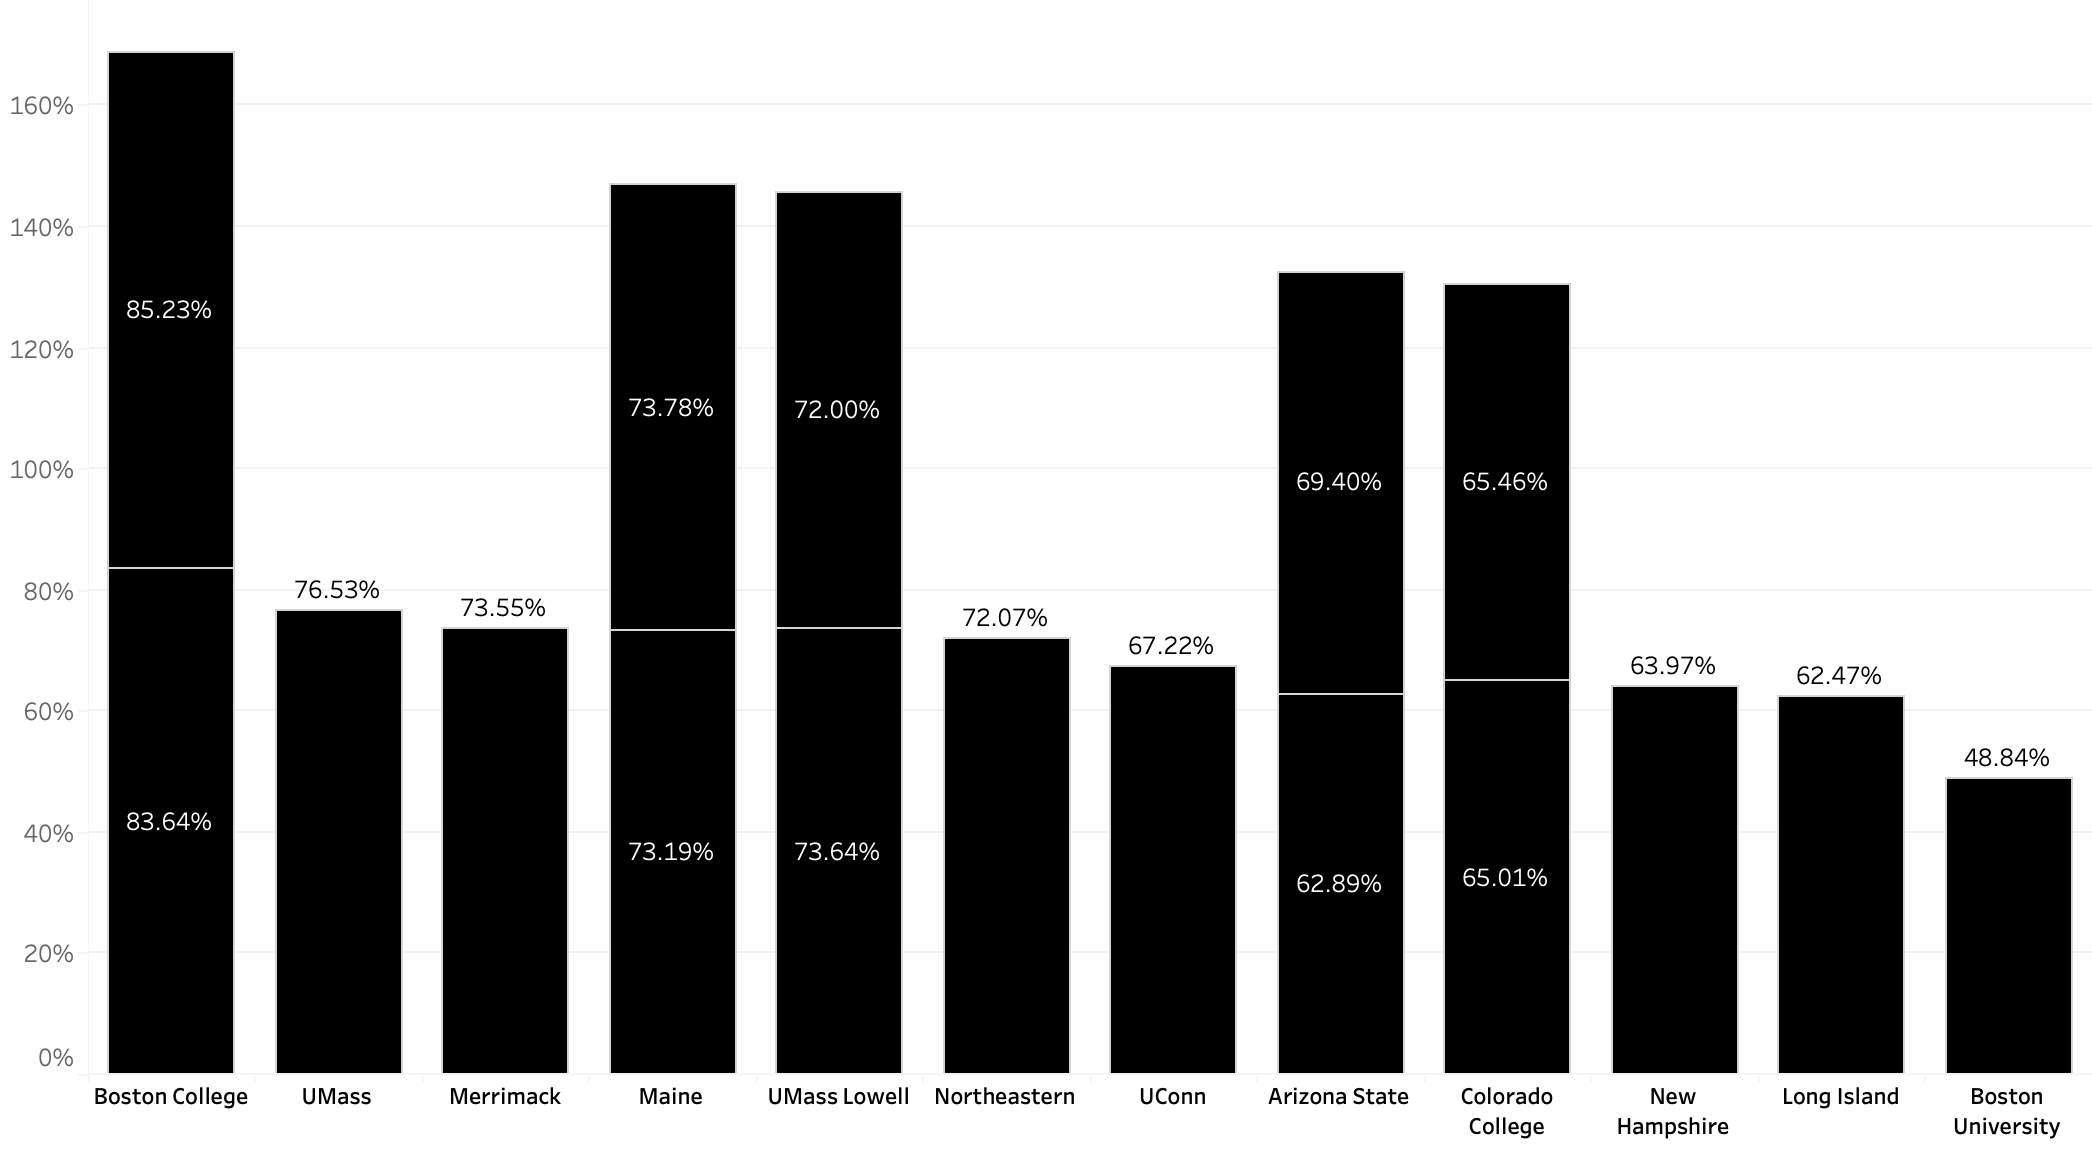 160%
140%
120%
100%
80%
60%
40%
20%
0%
85.23%
83.64%
76.53%
73.55%
73.78%
73.19%
72.00%
73.64%
72.07%
67.22%
69.40%
62.89%
65.46%
65.01%
63.97%
62.47%
48.84%
Boston College
UMass
Merrimack
Maine
UMass Lowell
Northeastern
UConn
Arizona State
Colorado
College
New
Hampshire
Long Island
Boston
University